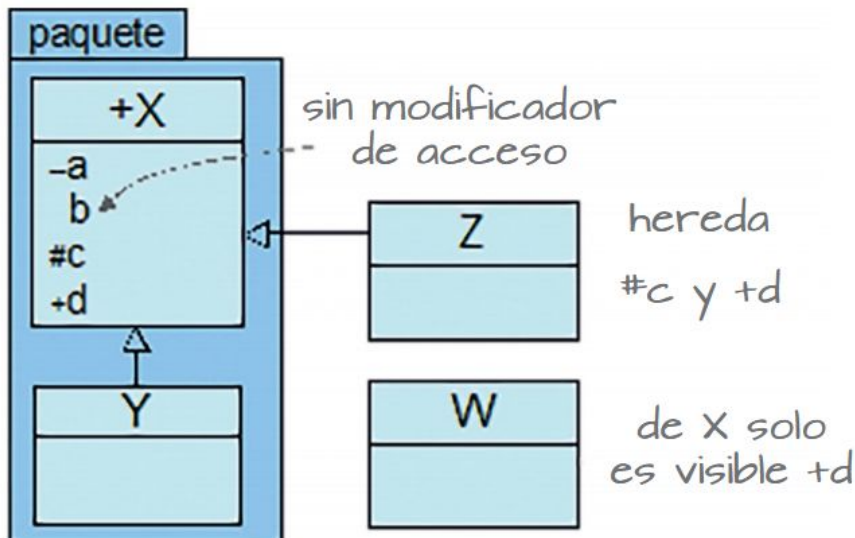 paquete
+X
sin modificador
de acceso
–a
b
#c
+d
Z
hereda
#c y +d
Y
W
de X solo
es visible +d